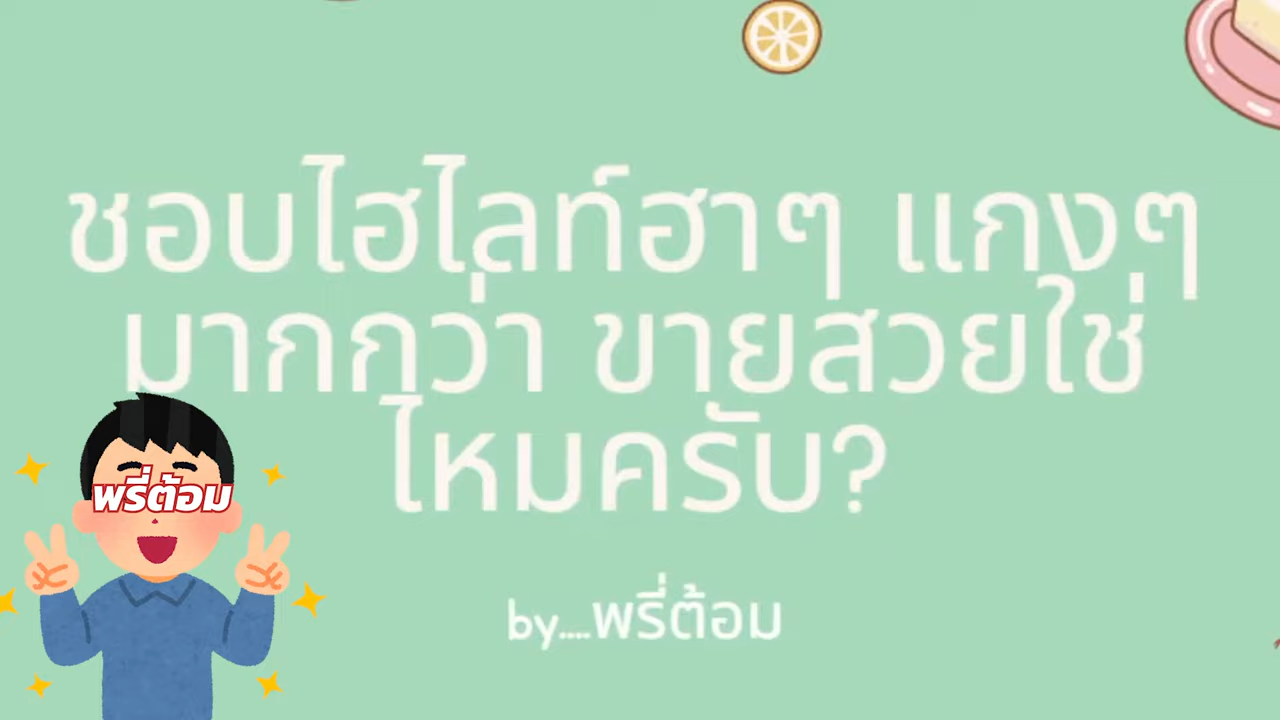 ชอบไฮไลท์ฮาๆ แกงๆ
มากกว่า ขายสวยใช่
ไหมครับ?
พรี่ต้อม
by....พรี่ต้อม